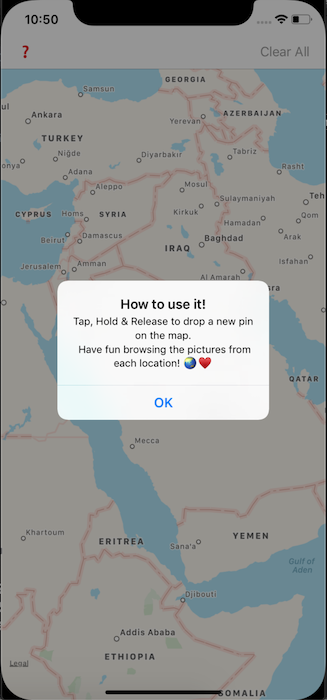 10:50
?
Clear All
GEORGIA
Samsun
Ankara
Yerevan
AZERBAIJAN
TURKEY
Niğde
Diyarbakır
Tabriz
Rasht
Adana
Aleppo
Mosul
Sulaymaniyah
Teh
CYPRUS
Homs
SYRIA
Kirkuk
Hamadan
Qom
Beirut
Damascus
IRAQ
Baghdad
Arak
Jerusalem
Amman
Isfahan
Al Amarah
How to use it!
Tap, Hold & Release to drop a new pin
on the map.
Have fun browsing the pictures from
each location! 🌏♥️
OK
QATAR
Mecca
Khartoum
ERITREA
Sana'a
YEMEN
Gulf of
Aden
Djibouti
Addis Ababa
ETHIOPIA
Legal
SOMALIA